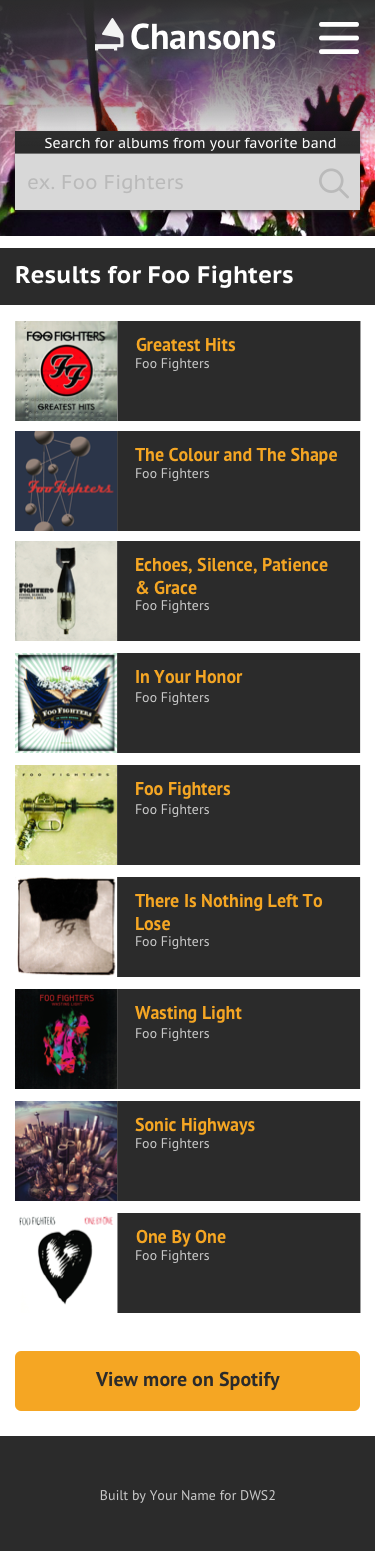 Chansons
Search for albums from your favorite band
ex. Foo Fighters
Results for Foo Fighters
FOO FIGHTERS
FF
GREATEST HITS
Greatest Hits
Foo Fighters
Foo Fighters
The Colour and The Shape
Foo Fighters
FOO
FIGHTERS
Echoes, Silence, Patience
& Grace
Foo Fighters
FOO FIGHTERS
In Your Honor
Foo Fighters
FOO FIGHTERS
Foo Fighters
Foo Fighters
FF
There Is Nothing Left To
Lose
Foo Fighters
FOO FIGHTERS
WASTING LIGHT
Wasting Light
Foo Fighters
Sonic Highways
Foo Fighters
FOO FIGHTERS ONE BY ONE
One By One
Foo Fighters
View more on Spotify
Built by Your Name for DWS2